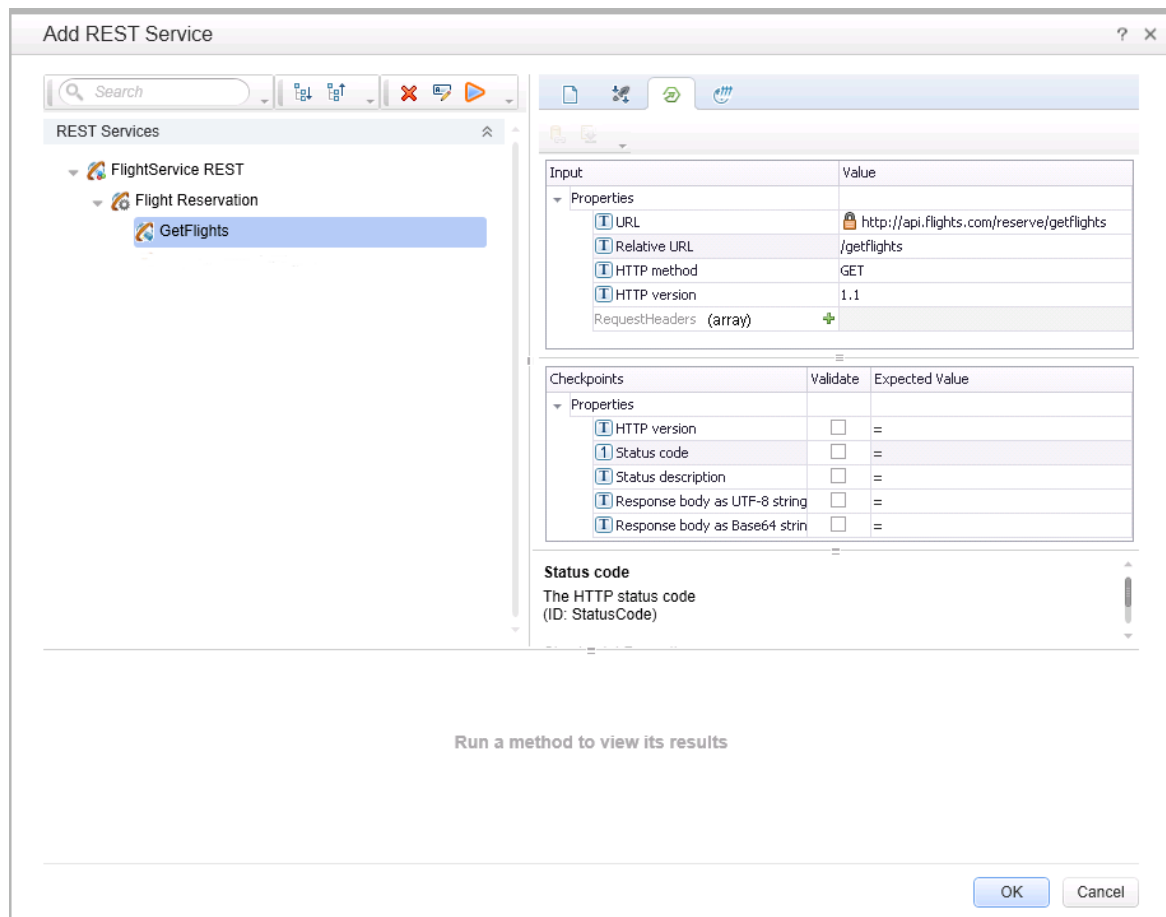 Add REST Service
Search
REST Services
FlightService REST
Flight Reservation
GetFlights
Input Value
Properties
URL http://api.flights.com/reserve/getflights
Relative URL /getflights
HTTP method GET
HTTP version 1.1
RequestHeaders (array)
Checkpoints Validate Expected Value
Properties
HTTP version =
Status code =
Status description =
Response body as UTF-8 string =
Response body as Base64 strin =
Status code
The HTTP status code
(ID: StatusCode)
Run a method to view its results
OK Cancel